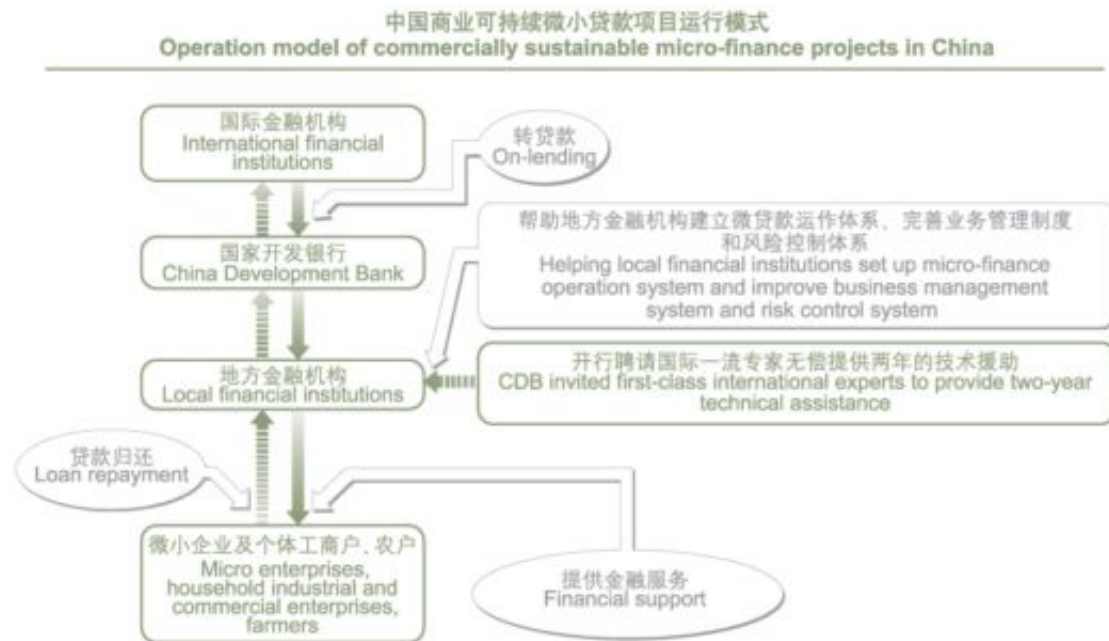 中国商业可持续微小贷款项目运行模式
Operation model of commercially sustainable micro-finance projects in China
国际金融机构
International financial
institutions
转贷款
On-lending
帮助地方金融机构建立微贷款运作体系、完善业务管理制度
和风险控制体系
Helping local financial institutions set up micro-finance
operation system and improve business management
system and risk control system
国家开发银行
China Development Bank
开行聘请国际一流专家无偿提供两年的技术援助
CDB invited first-class international experts to provide two-year
technical assistance
地方金融机构
Local financial institutions
贷款归还
Loan repayment
微小企业及个体工商户、农户
Micro enterprises,
household industrial and
commercial enterprises,
farmers
提供金融服务
Financial support